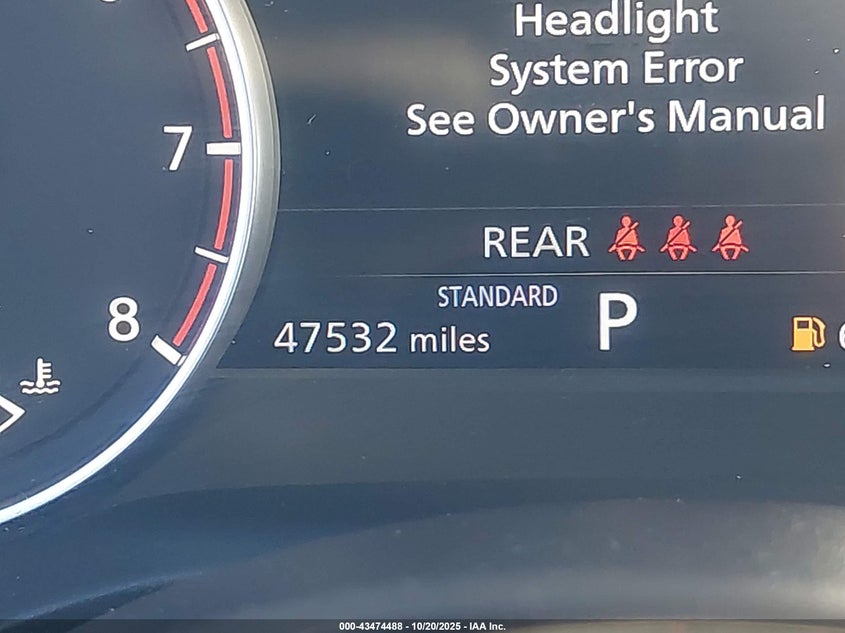 Headlight
System Error
See Owner's Manual
7
REAR
STANDARD
8
47532 miles
P
000-43474488 - 10/20/2025 - IAA Inc.